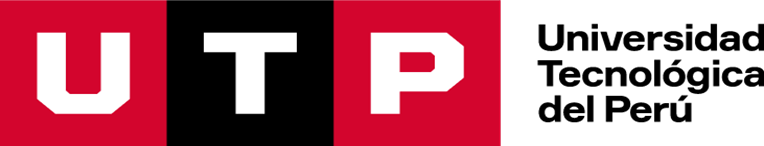 UTP
Universidad
Tecnológica
del Perú